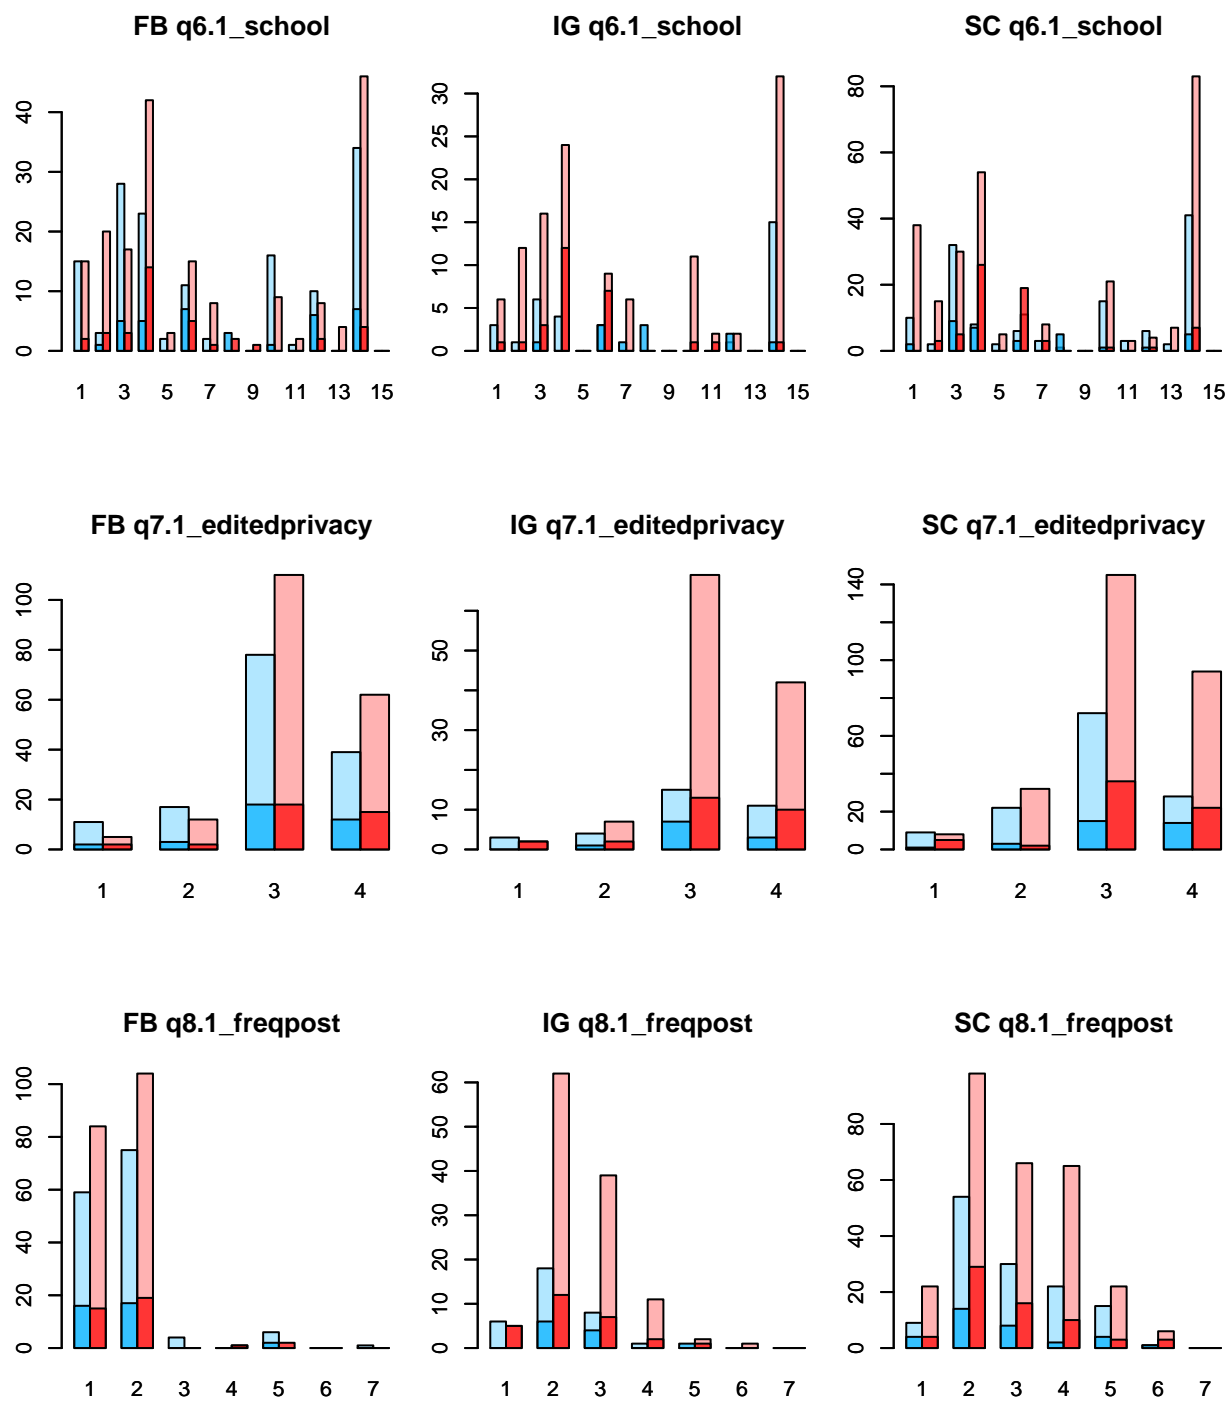 FB q6.1_school
0 10 20 30 40
1 3 5 7 9 11 13 15
IG q6.1_school
0 5 10 15 20 25 30
1 3 5 7 9 11 13 15
SC q6.1_school
0 20 40 60 80
1 3 5 7 9 11 13 15
FB q7.1_editedprivacy
0 20 40 60 80 100
1 2 3 4
IG q7.1_editedprivacy
0 10 30 50
1 2 3 4
SC q7.1_editedprivacy
0 20 60 100 140
1 2 3 4
FB q8.1_freqpost
0 20 40 60 80 100
1 2 3 4 5 6 7
IG q8.1_freqpost
0 10 20 30 40 50 60
1 2 3 4 5 6 7
SC q8.1_freqpost
0 20 40 60 80
1 2 3 4 5 6 7